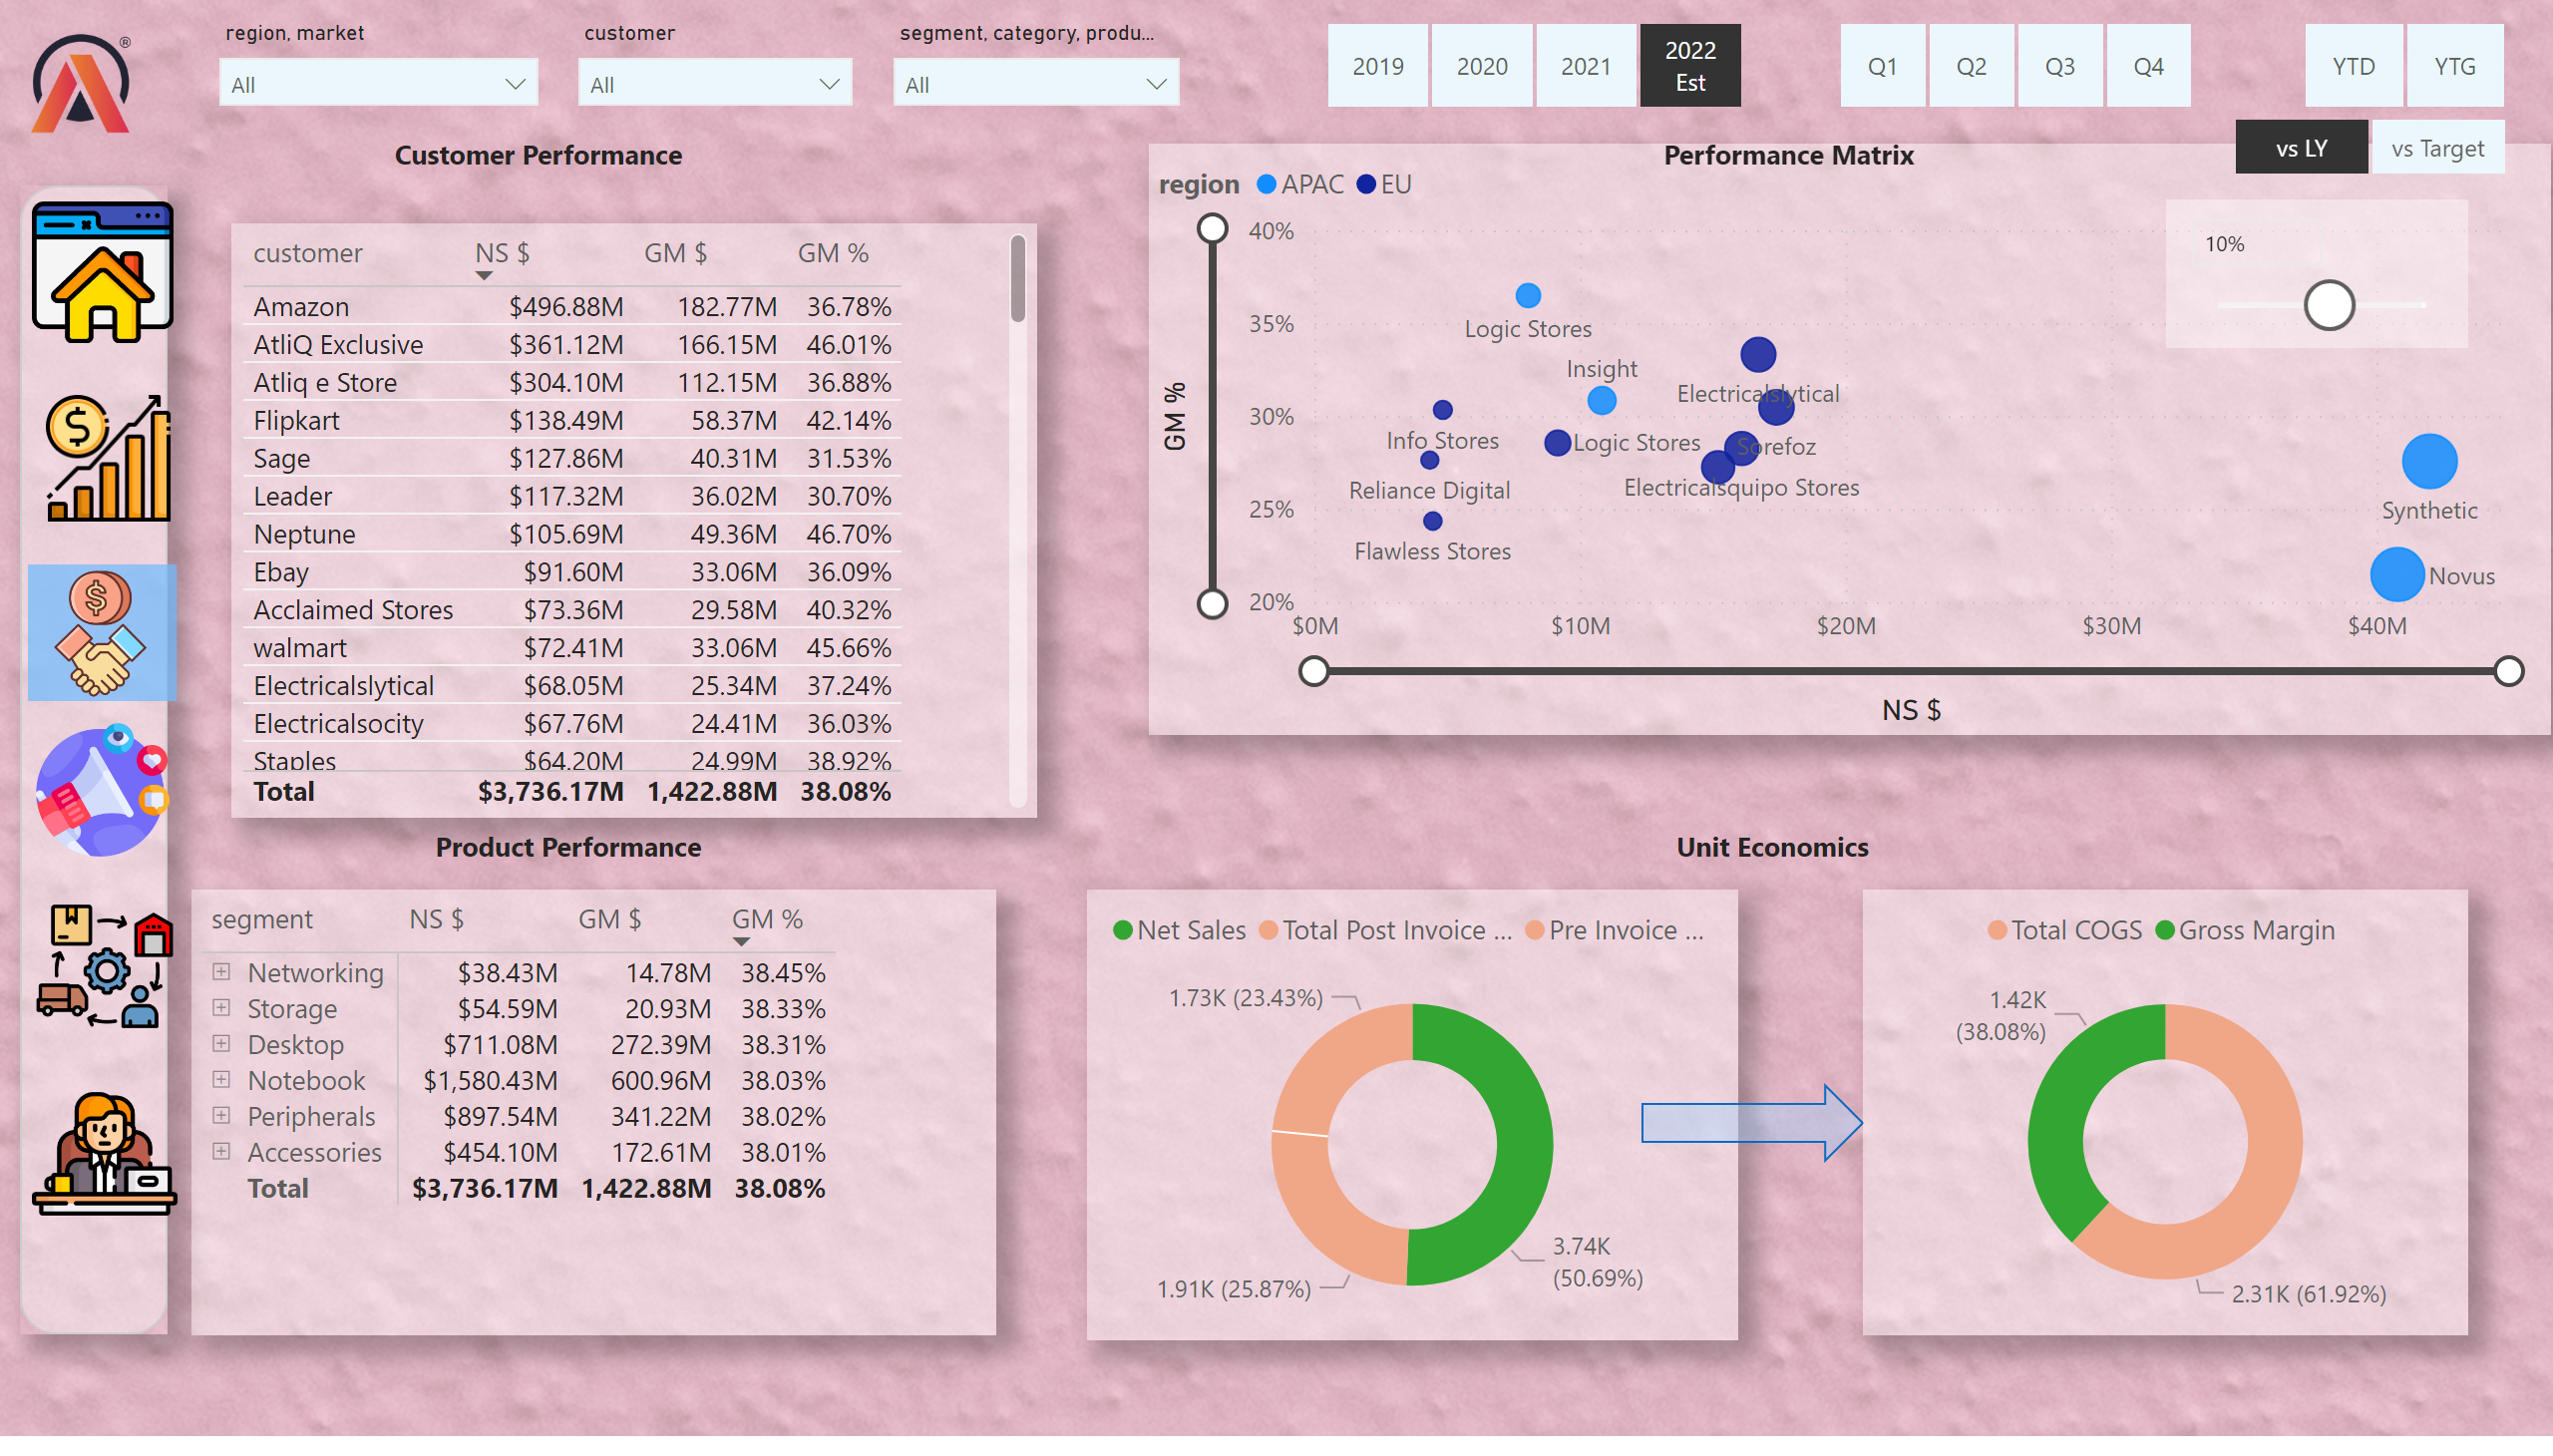 region, market
customer
segment, category, produ...
All
All
All
2019
2020
2021
2022
Est
Q1
Q2
Q3
Q4
YTD
YTG
vs LY
vs Target
®
Customer Performance
customer NS $ GM $ GM %
Amazon $496.88M 182.77M 36.78%
AtliQ Exclusive $361.12M 166.15M 46.01%
Atliq e Store $304.10M 112.15M 36.88%
Flipkart $138.49M 58.37M 42.14%
Sage $127.86M 40.31M 31.53%
Leader $117.32M 36.02M 30.70%
Neptune $105.69M 49.36M 46.70%
Ebay $91.60M 33.06M 36.09%
Acclaimed Stores $73.36M 29.58M 40.32%
walmart $72.41M 33.06M 45.66%
Electricalslytical $68.05M 25.34M 37.24%
Electricalsocity $67.76M 24.41M 36.03%
Staples $64.20M 24.99M 38.92%
Total $3,736.17M 1,422.88M 38.08%
Performance Matrix
region APAC EU
10%
GM %
40%
35%
30%
25%
20%
Logic Stores
Insight
Electricalslytical
Info Stores
Logic Stores
Sorefoz
Reliance Digital
Electricalsquipo Stores
Synthetic
Flawless Stores
Novus
$0M $10M $20M $30M $40M
NS $
Product Performance
segment NS $ GM $ GM %
Networking $38.43M 14.78M 38.45%
Storage $54.59M 20.93M 38.33%
Desktop $711.08M 272.39M 38.31%
Notebook $1,580.43M 600.96M 38.03%
Peripherals $897.54M 341.22M 38.02%
Accessories $454.10M 172.61M 38.01%
Total $3,736.17M 1,422.88M 38.08%
Unit Economics
Net Sales Total Post Invoice ... Pre Invoice ...
1.73K (23.43%)
3.74K
(50.69%)
1.91K (25.87%)
Total COGS Gross Margin
1.42K
(38.08%)
2.31K (61.92%)